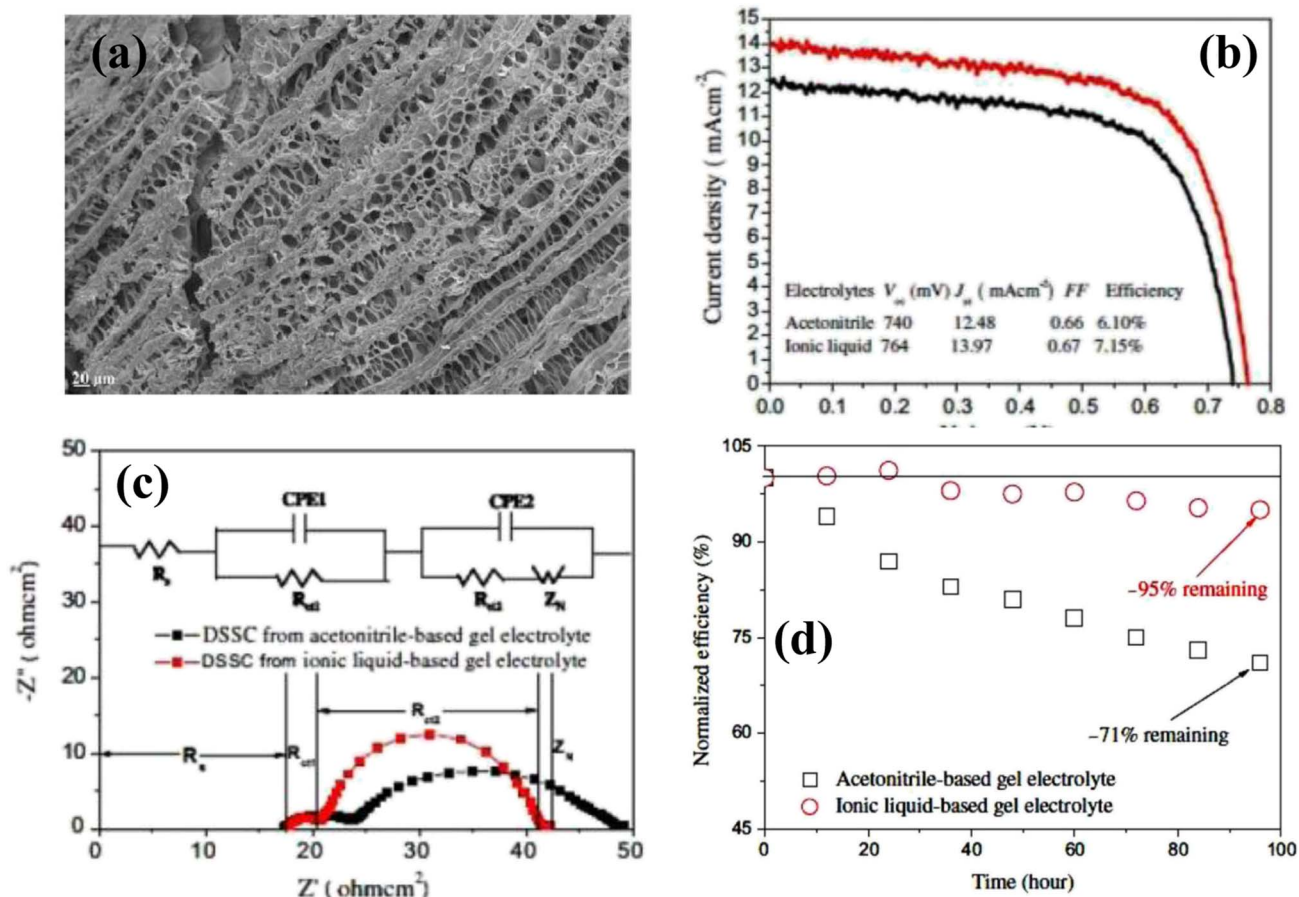 (a)
20 μm
(b)
15
14
13
12
11
10
9
8
7
6
5
4
3
2
1
0
Current density ( mAcm-2)
Electrolytes Voc (mV) Jsc ( mAcm-2) FF Efficiency
Acetonitrile 740 12.48 0.66 6.10%
Ionic liquid 764 13.97 0.67 7.15%
0.0 0.1 0.2 0.3 0.4 0.5 0.6 0.7 0.8
(c)
50
40
30
20
10
0
-Z'' ( ohmcm2)
CPE1
CPE2
Rs
Rct1
Rct2
ZN
DSSC from acetonitrile-based gel electrolyte
DSSC from ionic liquid-based gel electrolyte
Rs
Rct1
Rct2
ZN
0 10 20 30 40 50
Z' ( ohmcm2)
(d)
105
90
75
60
45
Normalized efficiency (%)
~95% remaining
~71% remaining
Acetonitrile-based gel electrolyte
Ionic liquid-based gel electrolyte
0 20 40 60 80 100
Time (hour)